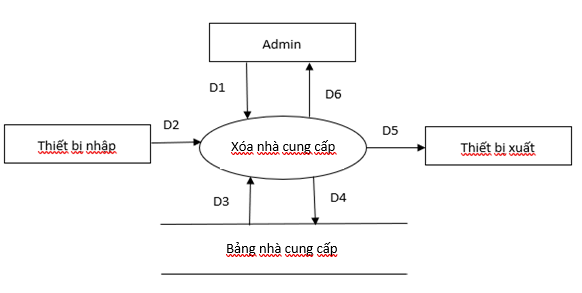 Admin
D1
D6
D2
D5
Thiết bị nhập
Xóa nhà cung cấp
Thiết bị xuất
D3
D4
Bảng nhà cung cấp